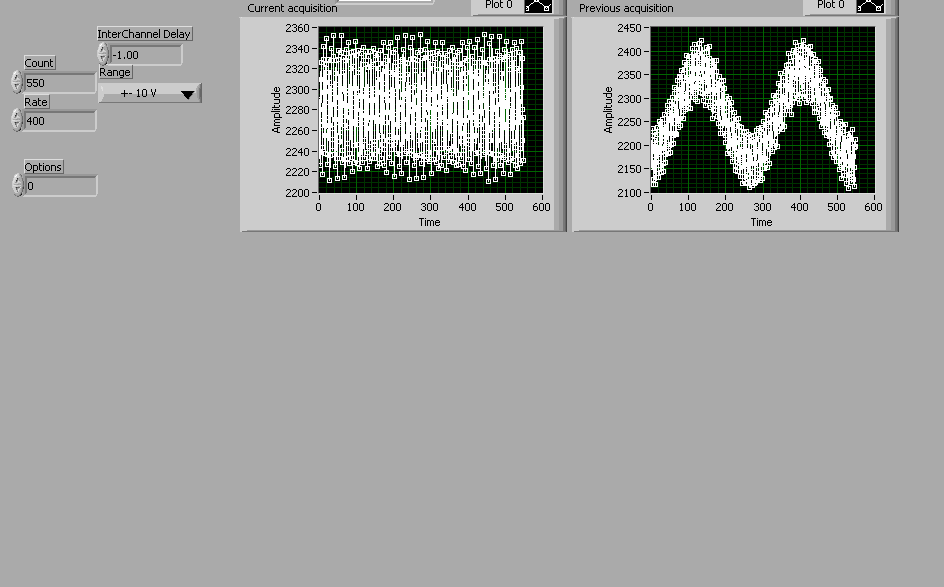 Current acquisition
Plot 0
Previous acquisition
Plot 0
InterChannel Delay
-1.00
Count
550
Range
+- 10 V
Rate
400
Options
0
Amplitude
2360
2340
2320
2300
2280
2260
2240
2220
2200
0 100 200 300 400 500 600
Time
Amplitude
2450
2400
2350
2300
2250
2200
2150
2100
0 100 200 300 400 500 600
Time